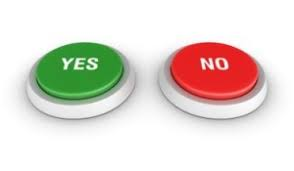 YES NO